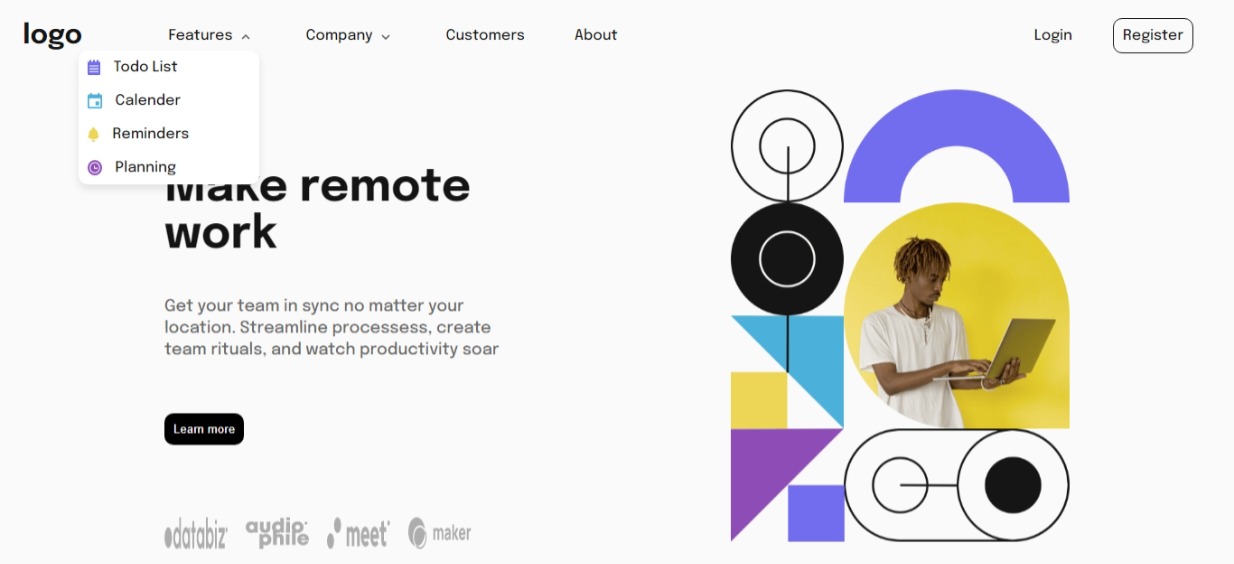 logo Features Company Customers About Login Register
Todo List
Calender
Reminders
Planning
Make remote
work
Get your team in sync no matter your
location. Streamline processess, create
team rituals, and watch productivity soar
Learn more
databiz audiophile meet maker